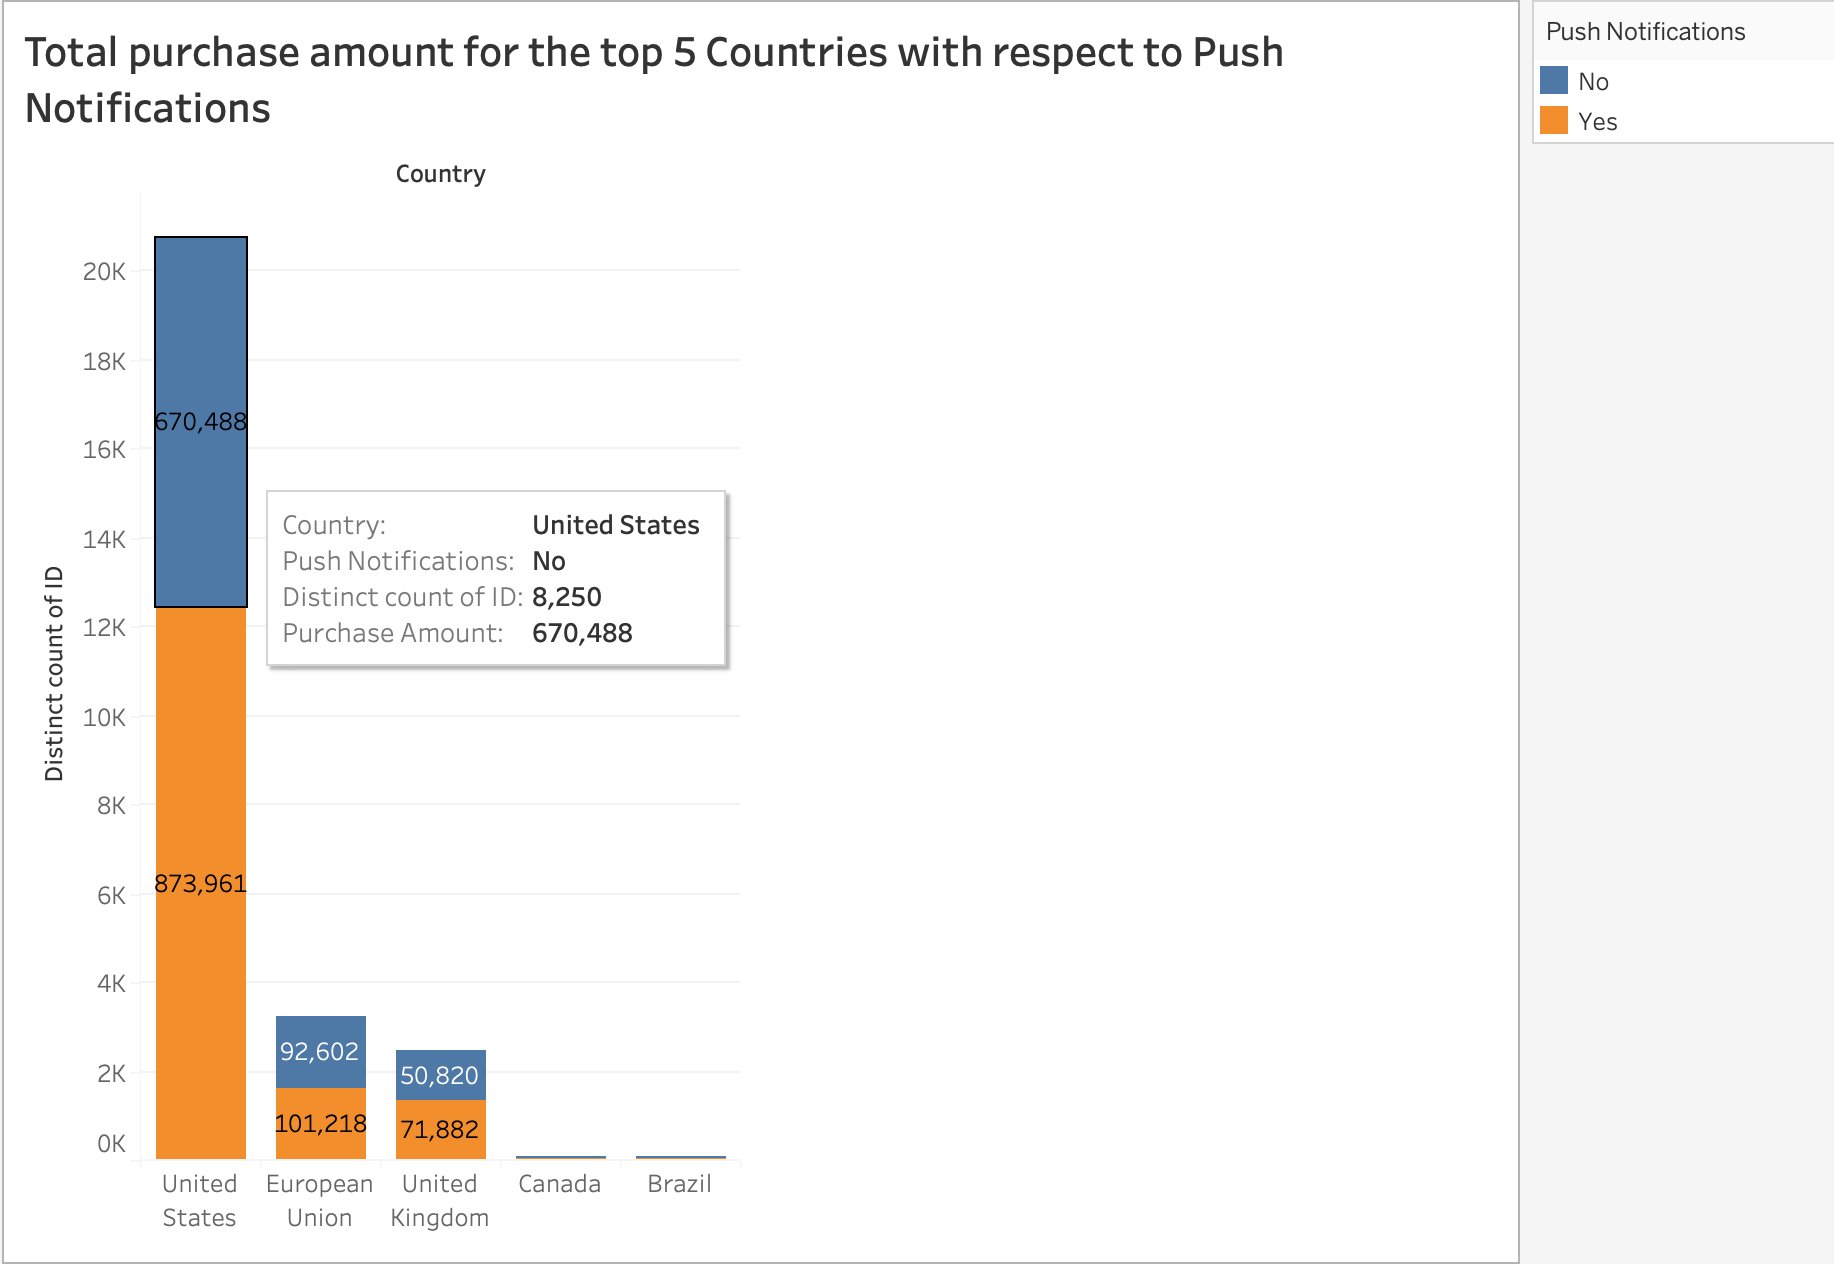 Total purchase amount for the top 5 Countries with respect to Push
Notifications
Push Notifications
No
Yes
Country
20K
18K
16K
14K
12K
10K
8K
6K
4K
2K
0K
Distinct count of ID
670,488
873,961
Country: United States
Push Notifications: No
Distinct count of ID: 8,250
Purchase Amount: 670,488
92,602
101,218
50,820
71,882
United
States
European
Union
United
Kingdom
Canada
Brazil